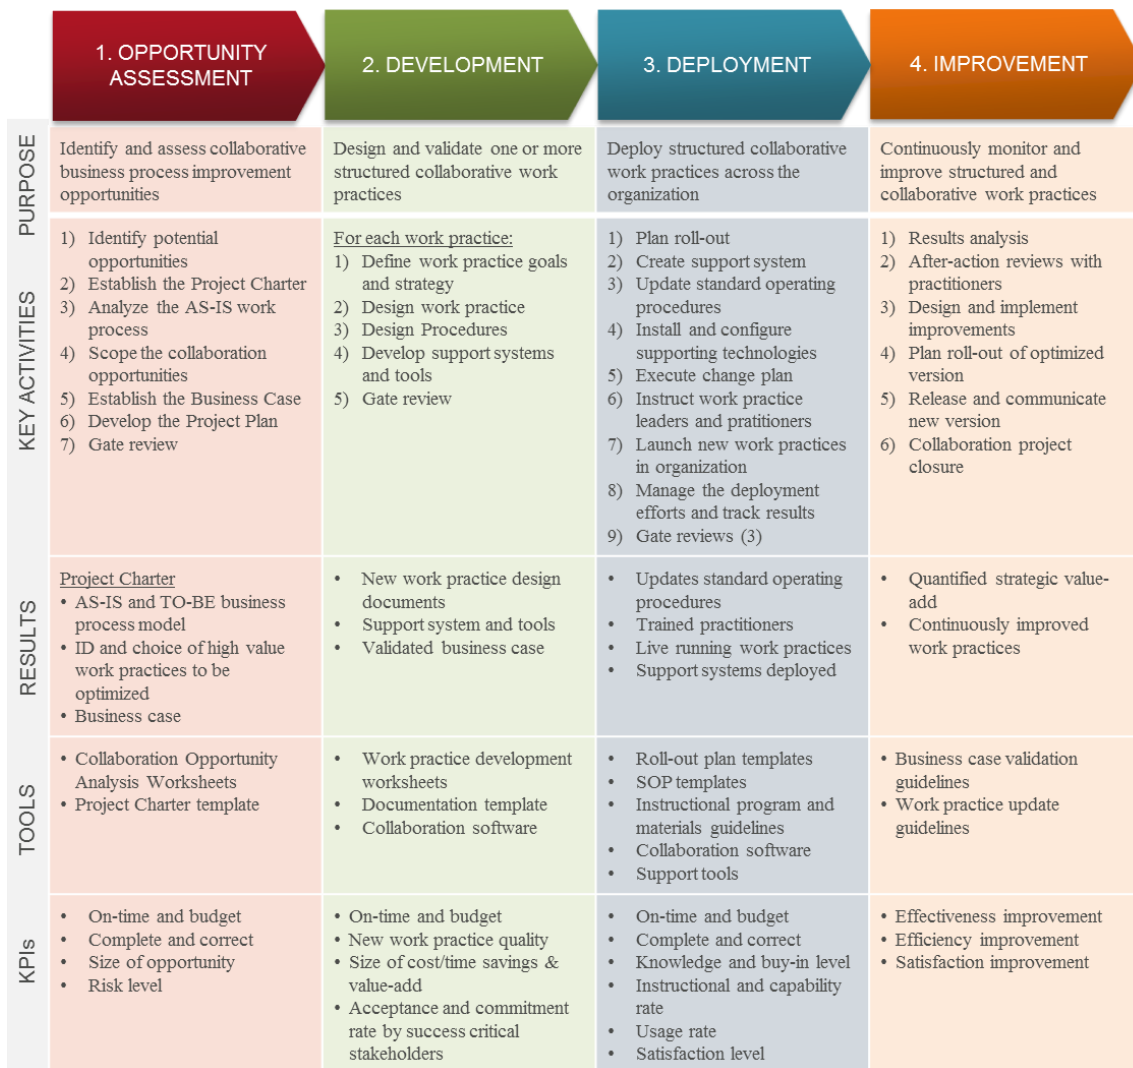 1. OPPORTUNITY
ASSESSMENT
2. DEVELOPMENT
3. DEPLOYMENT
4. IMPROVEMENT
PURPOSE
Identify and assess collaborative
business process improvement
opportunities
Design and validate one or more
structured collaborative work
practices
Deploy structured collaborative
work practices across the
organization
Continuously monitor and
improve structured and
collaborative work practices
KEY ACTIVITIES
1) Identify potential
opportunities
2) Establish the Project Charter
3) Analyze the AS-IS work
process
4) Scope the collaboration
opportunities
5) Establish the Business Case
6) Develop the Project Plan
7) Gate review
For each work practice:
1) Define work practice goals
and strategy
2) Design work practice
3) Design Procedures
4) Develop support systems
and tools
5) Gate review
1) Plan roll-out
2) Create support system
3) Update standard operating
procedures
4) Install and configure
supporting technologies
5) Execute change plan
6) Instruct work practice
leaders and pratitioners
7) Launch new work practices
in organization
8) Manage the deployment
efforts and track results
9) Gate reviews (3)
1) Results analysis
2) After-action reviews with
practitioners
3) Design and implement
improvements
4) Plan roll-out of optimized
version
5) Release and communicate
new version
6) Collaboration project
closure
RESULTS
Project Charter
• AS-IS and TO-BE business
process model
• ID and choice of high value
work practices to be
optimized
• Business case
• New work practice design
documents
• Support system and tools
• Validated business case
• Updates standard operating
procedures
• Trained practitioners
• Live running work practices
• Support systems deployed
• Quantified strategic value-
add
• Continuously improved
work practices
TOOLS
• Collaboration Opportunity
Analysis Worksheets
• Project Charter template
• Work practice development
worksheets
• Documentation template
• Collaboration software
• Roll-out plan templates
• SOP templates
• Instructional program and
materials guidelines
• Collaboration software
• Support tools
• Business case validation
guidelines
• Work practice update
guidelines
KPIs
• On-time and budget
• Complete and correct
• Size of opportunity
• Risk level
• On-time and budget
• New work practice quality
• Size of cost/time savings &
value-add
• Acceptance and commitment
rate by success critical
stakeholders
• On-time and budget
• Complete and correct
• Knowledge and buy-in level
• Instructional and capability
rate
• Usage rate
• Satisfaction level
• Effectiveness improvement
• Efficiency improvement
• Satisfaction improvement